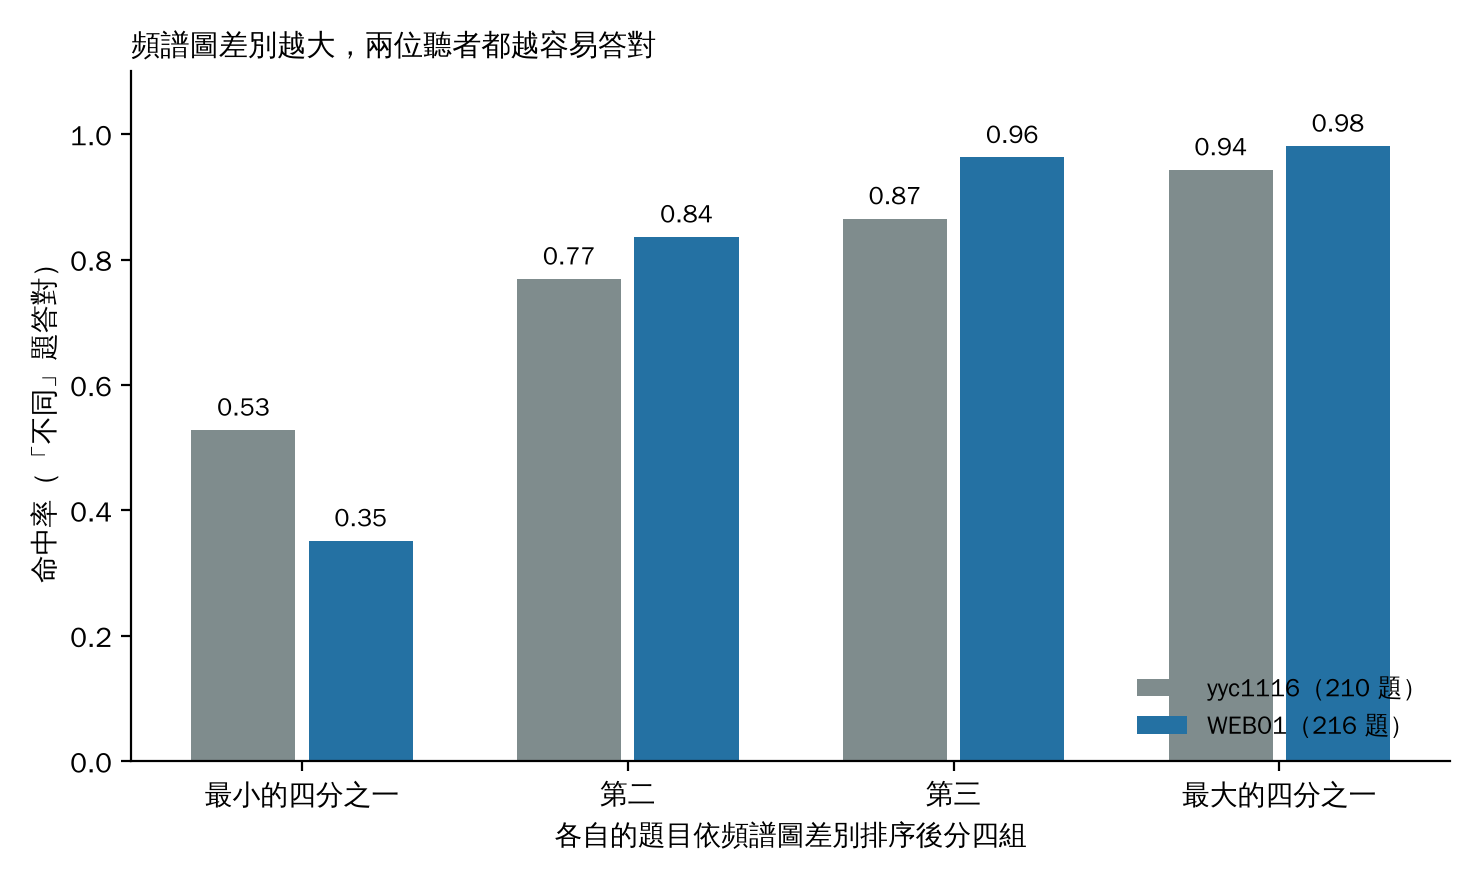 頻譜圖差別越大，兩位聽者都越容易答對
命中率（「不同」題答對）
1.0
0.8
0.6
0.4
0.2
0.0
0.53
0.35
0.77
0.84
0.87
0.96
0.94
0.98
yyc1116（210 題）
WEB01（216 題）
最小的四分之一
第二
第三
最大的四分之一
各自的題目依頻譜圖差別排序後分四組